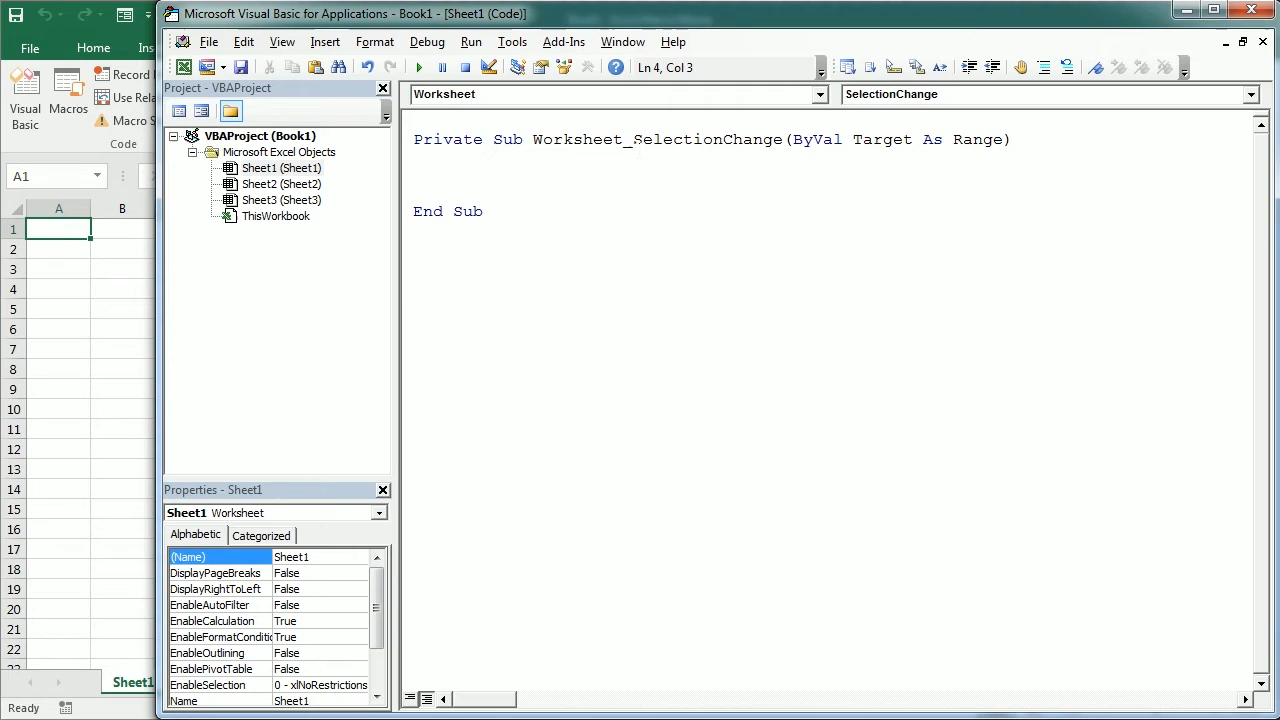 Microsoft Visual Basic for Applications - Book1 - [Sheet1 (Code)]
File Home Ins
File Edit View Insert Format Debug Run Tools Add-Ins Window Help
Ln 4, Col 3
Visual Basic
Macros
Record
Use Rela
Macro S
Code
A1
A B
1
2
3
4
5
6
7
8
9
10
11
12
13
14
15
16
17
18
19
20
21
22
Sheet1
Ready
Project - VBAProject
VBAProject (Book1)
Microsoft Excel Objects
Sheet1 (Sheet1)
Sheet2 (Sheet2)
Sheet3 (Sheet3)
ThisWorkbook
Properties - Sheet1
Sheet1 Worksheet
Alphabetic Categorized
(Name) Sheet1
DisplayPageBreaks False
DisplayRightToLeft False
EnableAutoFilter False
EnableCalculation True
EnableFormatConditic True
EnableOutlining False
EnablePivotTable False
EnableSelection 0 - xlNoRestrictions
Name Sheet1
Worksheet SelectionChange
Private Sub Worksheet_SelectionChange(ByVal Target As Range)
End Sub